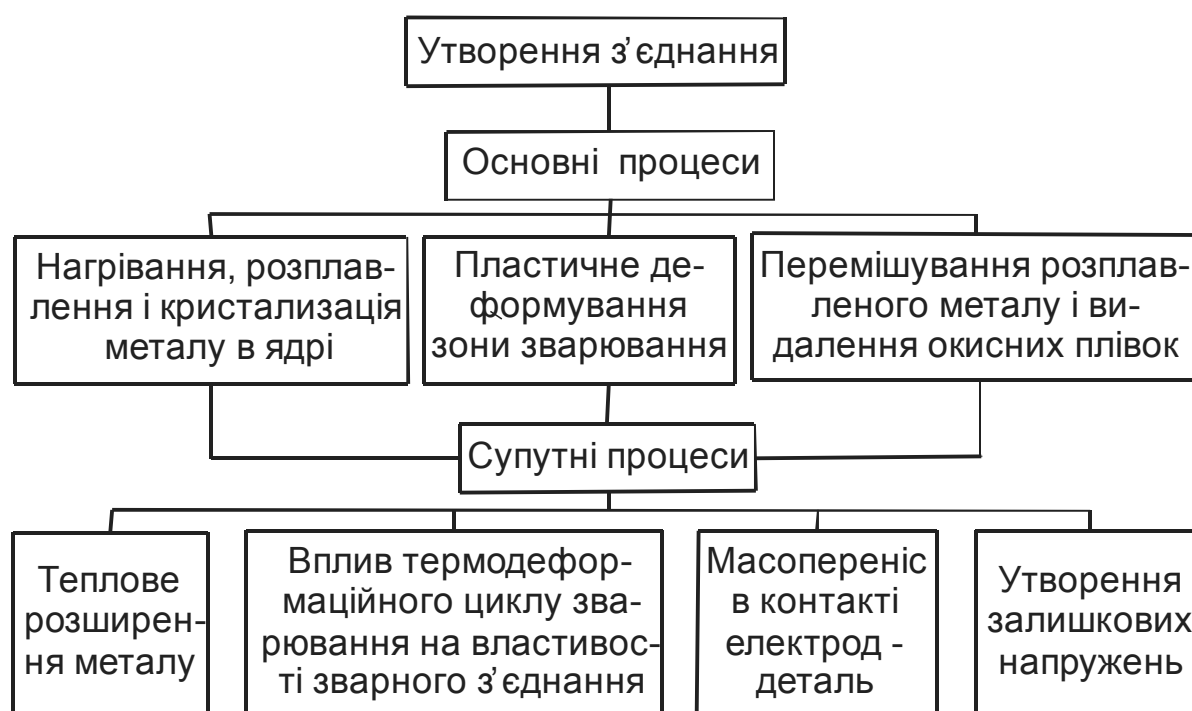 Утворення з’єднання
Основні процеси
Нагрівання, розплав-
лення і кристализація
металу в ядрі
Пластичне де-
формування
зони зварювання
Перемішування розплав-
леного металу і ви-
далення окисних плівок
Супутні процеси
Теплове
розширен-
ня металу
Вплив термодефор-
маційного циклу зва-
рювання на властивос-
ті зварного з’єднання
Масопереніс
в контакті
електрод -
деталь
Утворення
залишкових
напружень